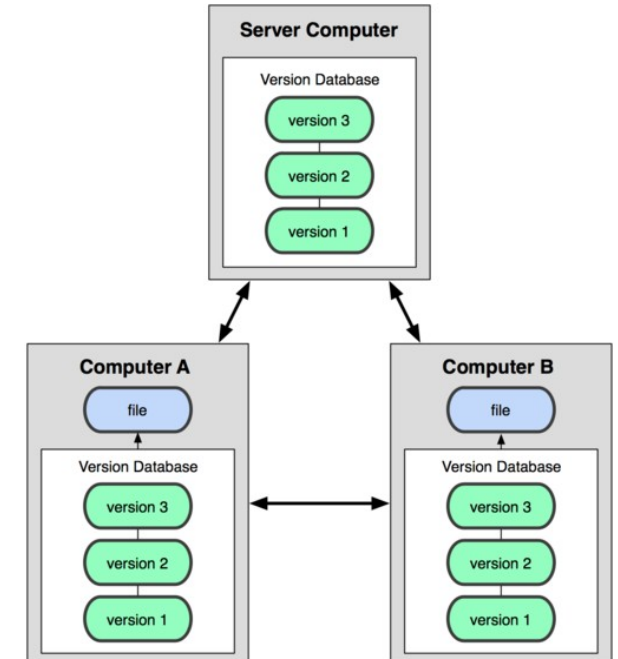 Server Computer
Version Database
version 3
version 2
version 1
Computer A
file
Version Database
version 3
version 2
version 1
Computer B
file
Version Database
version 3
version 2
version 1